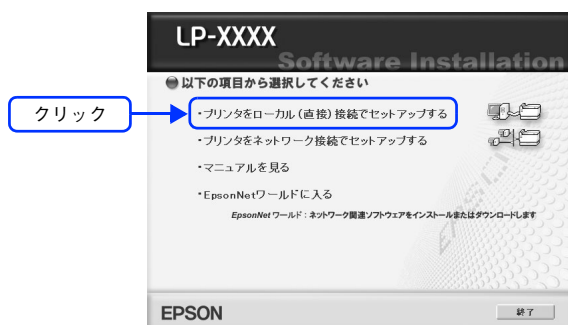 LP-XXXX
Software Installation
以下の項目から選択してください
クリック
・プリンタをローカル(直接)接続でセットアップする
・プリンタをネットワーク接続でセットアップする
・マニュアルを見る
・EpsonNetワールドに入る
EpsonNet ワールド:ネットワーク関連ソフトウェアをインストールまたはダウンロードします
EPSON
EPSON
終了